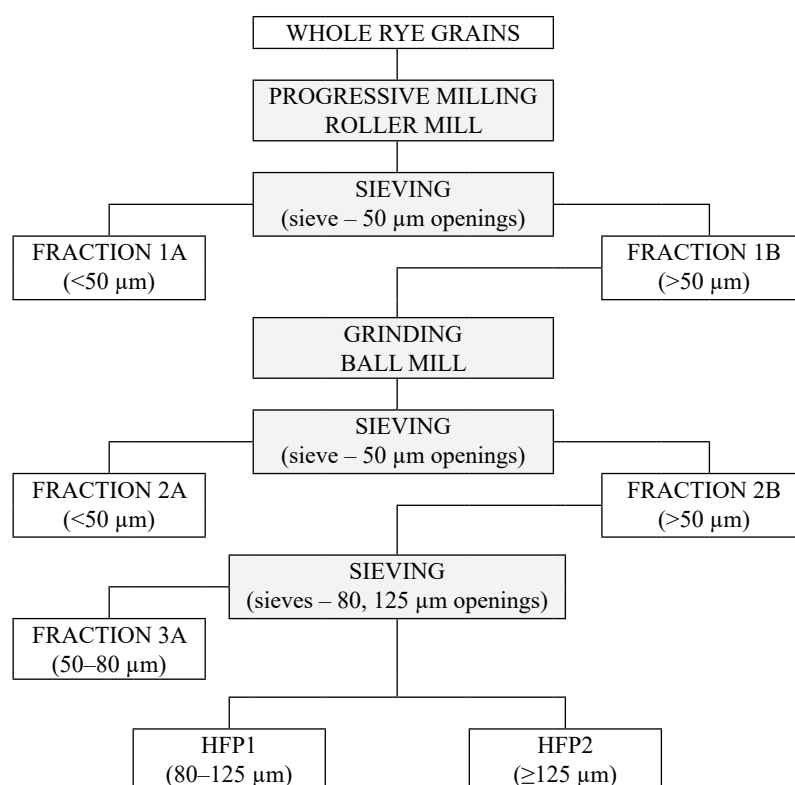 WHOLE RYE GRAINS
PROGRESSIVE MILLING
ROLLER MILL
SIEVING
(sieve – 50 µm openings)
FRACTION 1A
(<50 µm)
FRACTION 1B
(>50 µm)
GRINDING
BALL MILL
SIEVING
(sieve – 50 µm openings)
FRACTION 2A
(<50 µm)
FRACTION 2B
(>50 µm)
SIEVING
(sieves – 80, 125 µm openings)
FRACTION 3A
(50–80 µm)
HFP1
(80–125 µm)
HFP2
(≥125 µm)